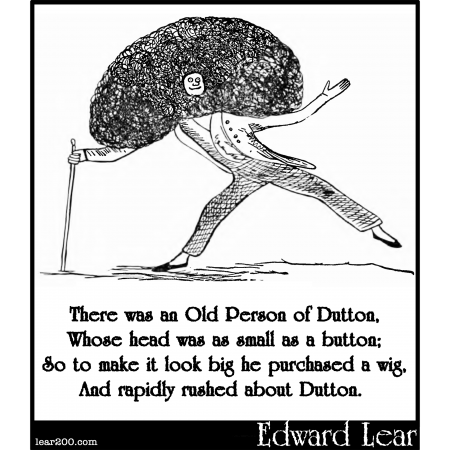 There was an Old Person of Dutton,
Whose head was as small as a button;
So to make it look big he purchased a wig,
And rapidly rushed about Dutton.
lear200.com
Edward Lear